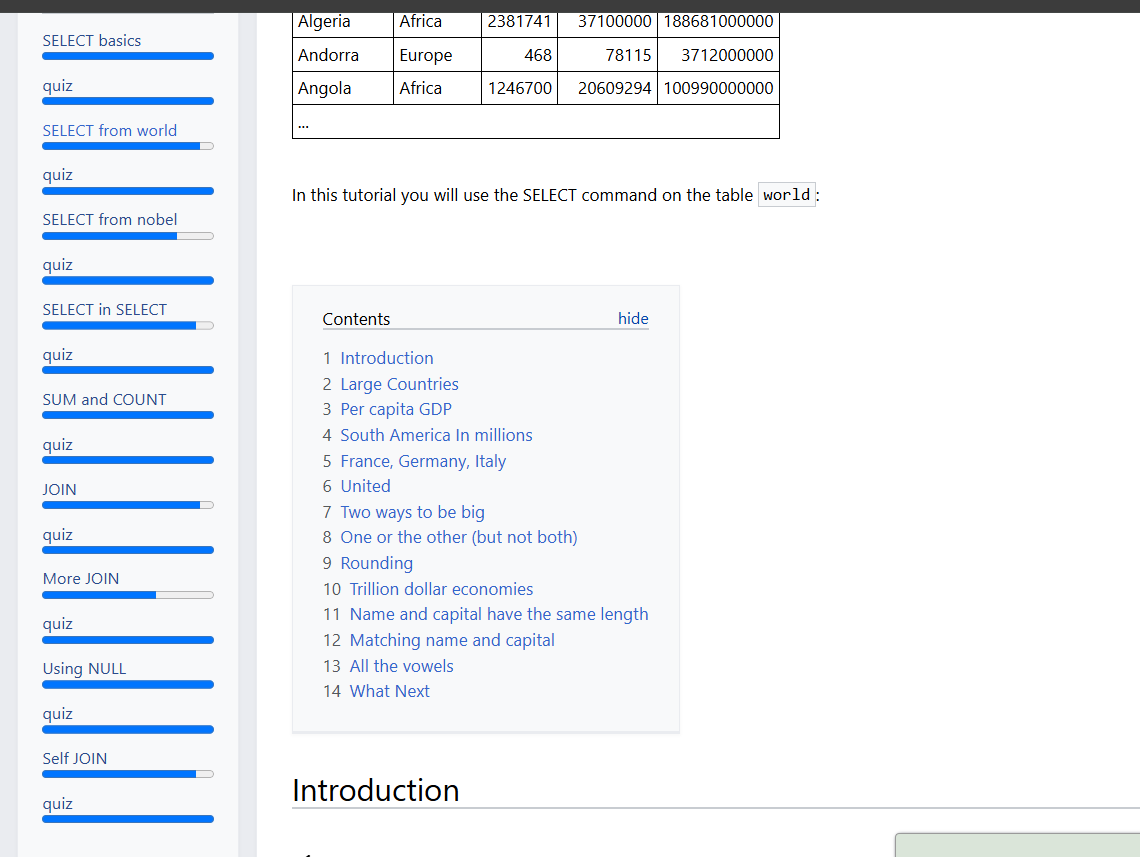 SELECT basics
quiz
SELECT from world
quiz
SELECT from nobel
quiz
SELECT in SELECT
quiz
SUM and COUNT
quiz
JOIN
quiz
More JOIN
quiz
Using NULL
quiz
Self JOIN
quiz
Algeria Africa 2381741 37100000 188681000000
Andorra Europe 468 78115 3712000000
Angola Africa 1246700 20609294 100990000000
...
In this tutorial you will use the SELECT command on the table world:
Contents hide
1 Introduction
2 Large Countries
3 Per capita GDP
4 South America In millions
5 France, Germany, Italy
6 United
7 Two ways to be big
8 One or the other (but not both)
9 Rounding
10 Trillion dollar economies
11 Name and capital have the same length
12 Matching name and capital
13 All the vowels
14 What Next
Introduction